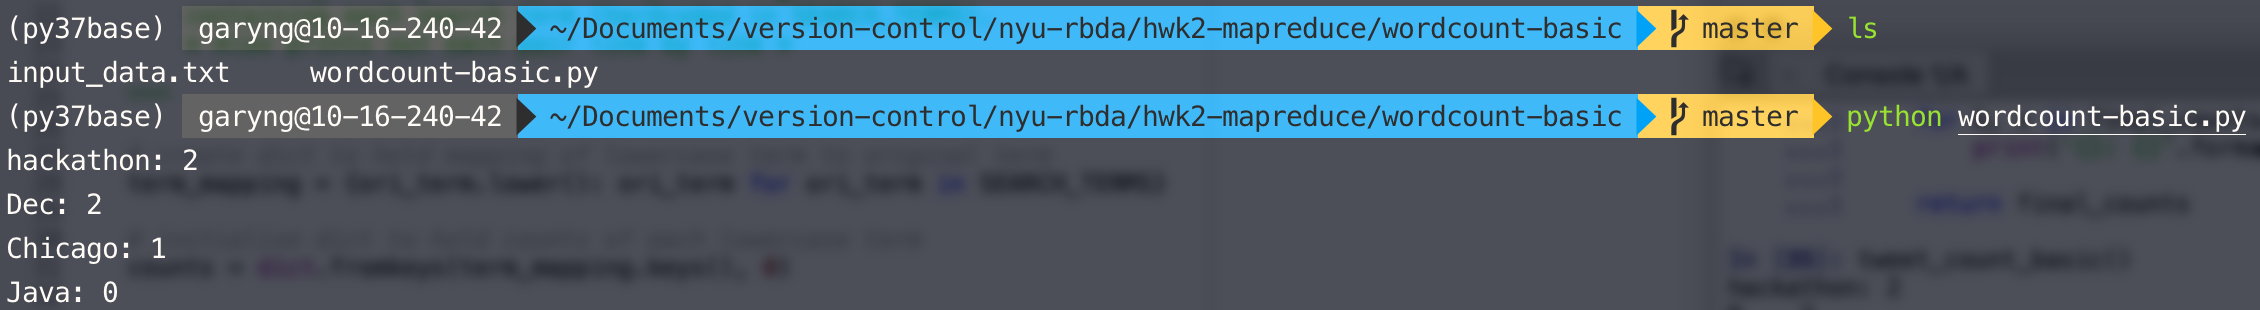 (py37base) garyng@10-16-240-42 ~/Documents/version-control/nyu-rbda/hwk2-mapreduce/wordcount-basic master ls
input_data.txt wordcount-basic.py
(py37base) garyng@10-16-240-42 ~/Documents/version-control/nyu-rbda/hwk2-mapreduce/wordcount-basic master python wordcount-basic.py
hackathon: 2
Dec: 2
Chicago: 1
Java: 0